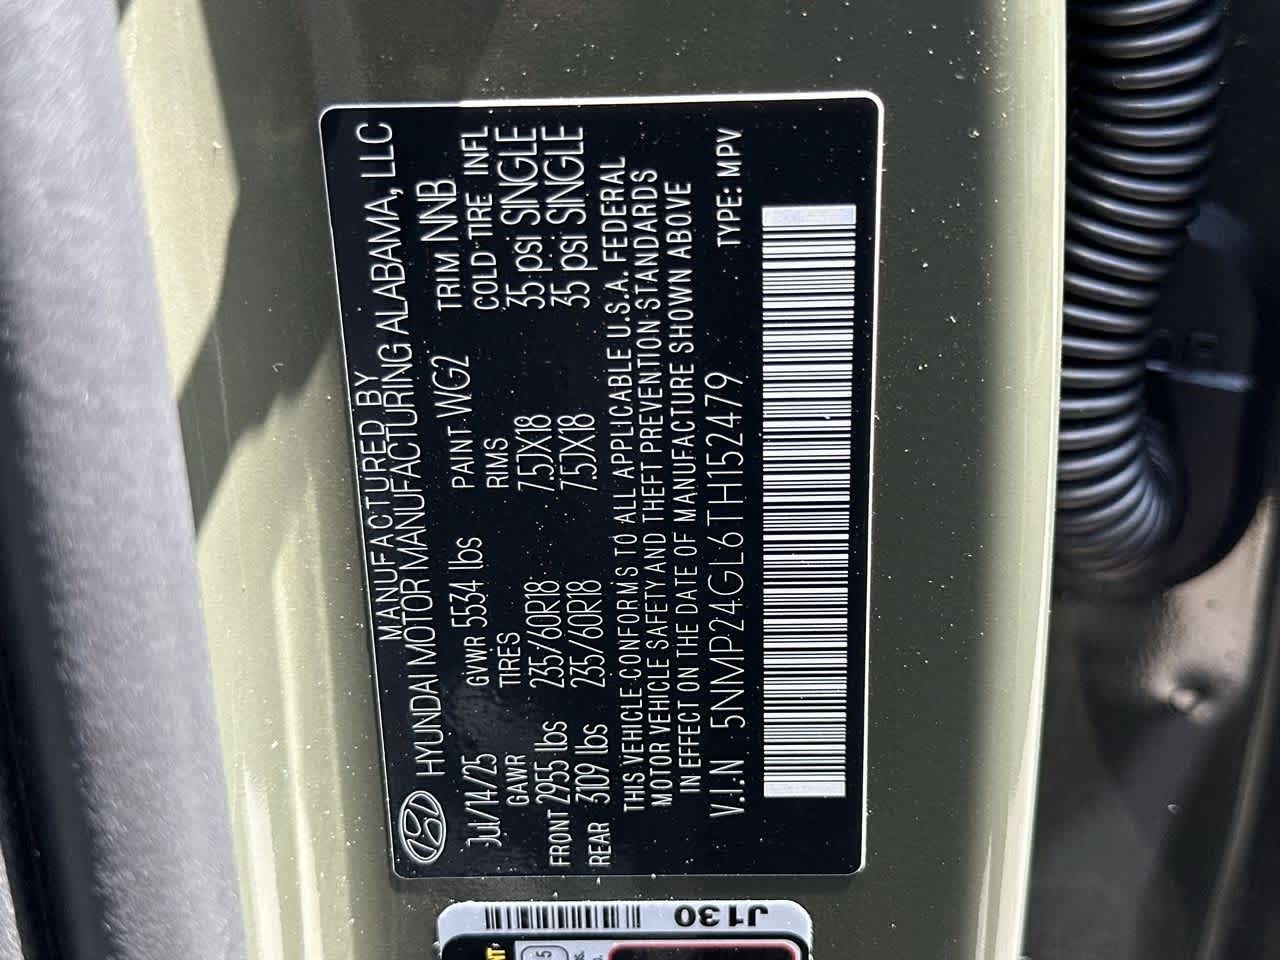 MANUFACTURED BY
HYUNDAI MOTOR MANUFACTURING ALABAMA, LLC
Jul/14/25 GVWR 5534 lbs PAINT WG2 TRIM NNB
GAWR TIRES RIMS COLD TIRE INFL
FRONT 2955 lbs 235/60R18 7.5JX18 35 psi SINGLE
REAR 3109 lbs 235/60R18 7.5JX18 35 psi SINGLE
THIS VEHICLE CONFORMS TO ALL APPLICABLE U.S.A. FEDERAL
MOTOR VEHICLE SAFETY AND THEFT PREVENTION STANDARDS
IN EFFECT ON THE DATE OF MANUFACTURE SHOWN ABOVE
V.I.N 5NMP24GL6TH152479 TYPE: MPV
J130